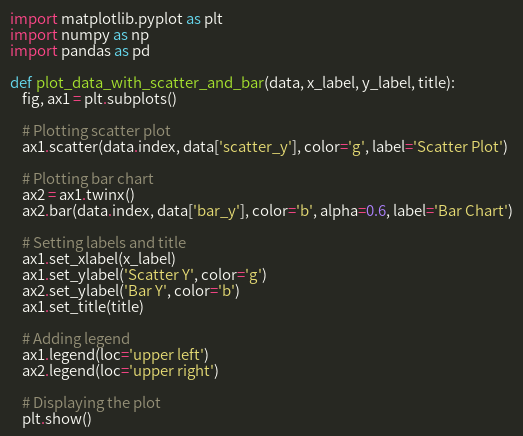 import matplotlib.pyplot as plt
import numpy as np
import pandas as pd

def plot_data_with_scatter_and_bar(data, x_label, y_label, title):
    fig, ax1 = plt.subplots()

    # Plotting scatter plot
    ax1.scatter(data.index, data['scatter_y'], color='g', label='Scatter Plot')

    # Plotting bar chart
    ax2 = ax1.twinx()
    ax2.bar(data.index, data['bar_y'], color='b', alpha=0.6, label='Bar Chart')

    # Setting labels and title
    ax1.set_xlabel(x_label)
    ax1.set_ylabel('Scatter Y', color='g')
    ax2.set_ylabel('Bar Y', color='b')
    ax1.set_title(title)

    # Adding legend
    ax1.legend(loc='upper left')
    ax2.legend(loc='upper right')

    # Displaying the plot
    plt.show()